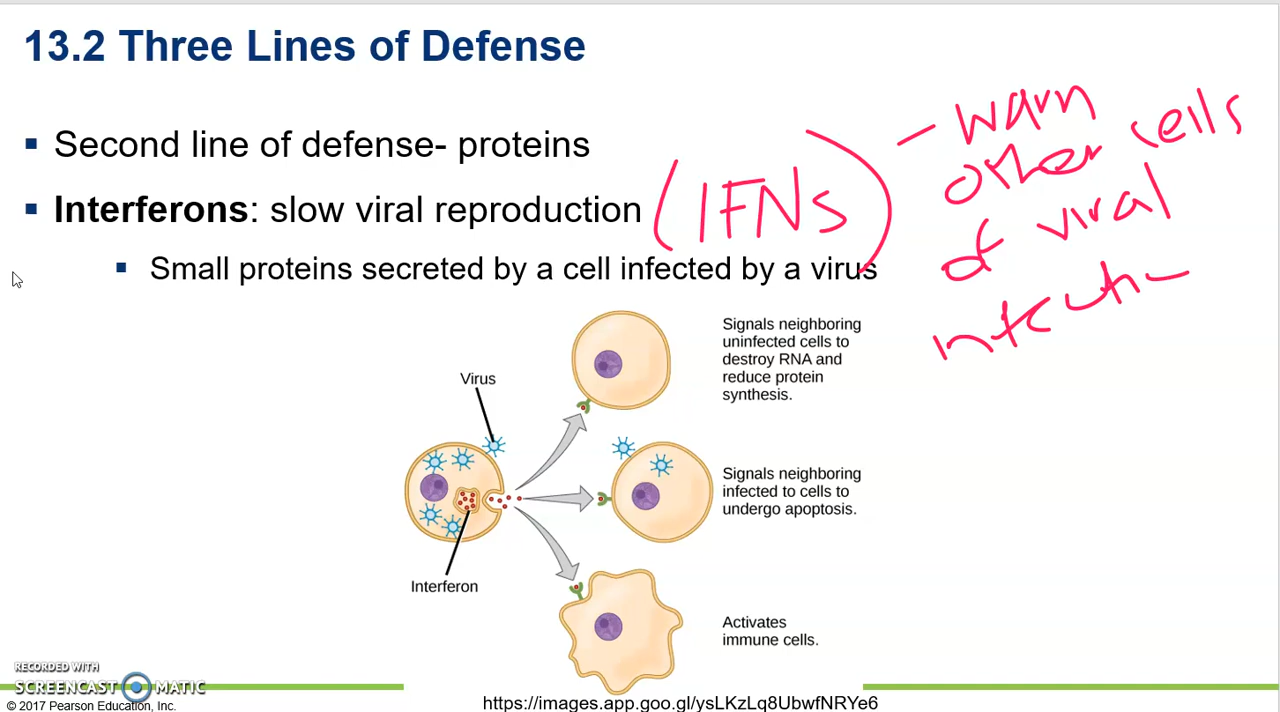 13.2 Three Lines of Defense
▪ Second line of defense- proteins
▪ Interferons: slow viral reproduction (IFNs)
▪ Small proteins secreted by a cell infected by a virus
- warn
other cells
of viral
infection
Signals neighboring
uninfected cells to
destroy RNA and
reduce protein
synthesis.
Virus
Signals neighboring
infected to cells to
undergo apoptosis.
Interferon
Activates
immune cells.
RECORDED WITH
SCREENCAST MATIC
© 2017 Pearson Education, Inc.
https://images.app.goo.gl/ysLKzLq8UbwfNRYe6